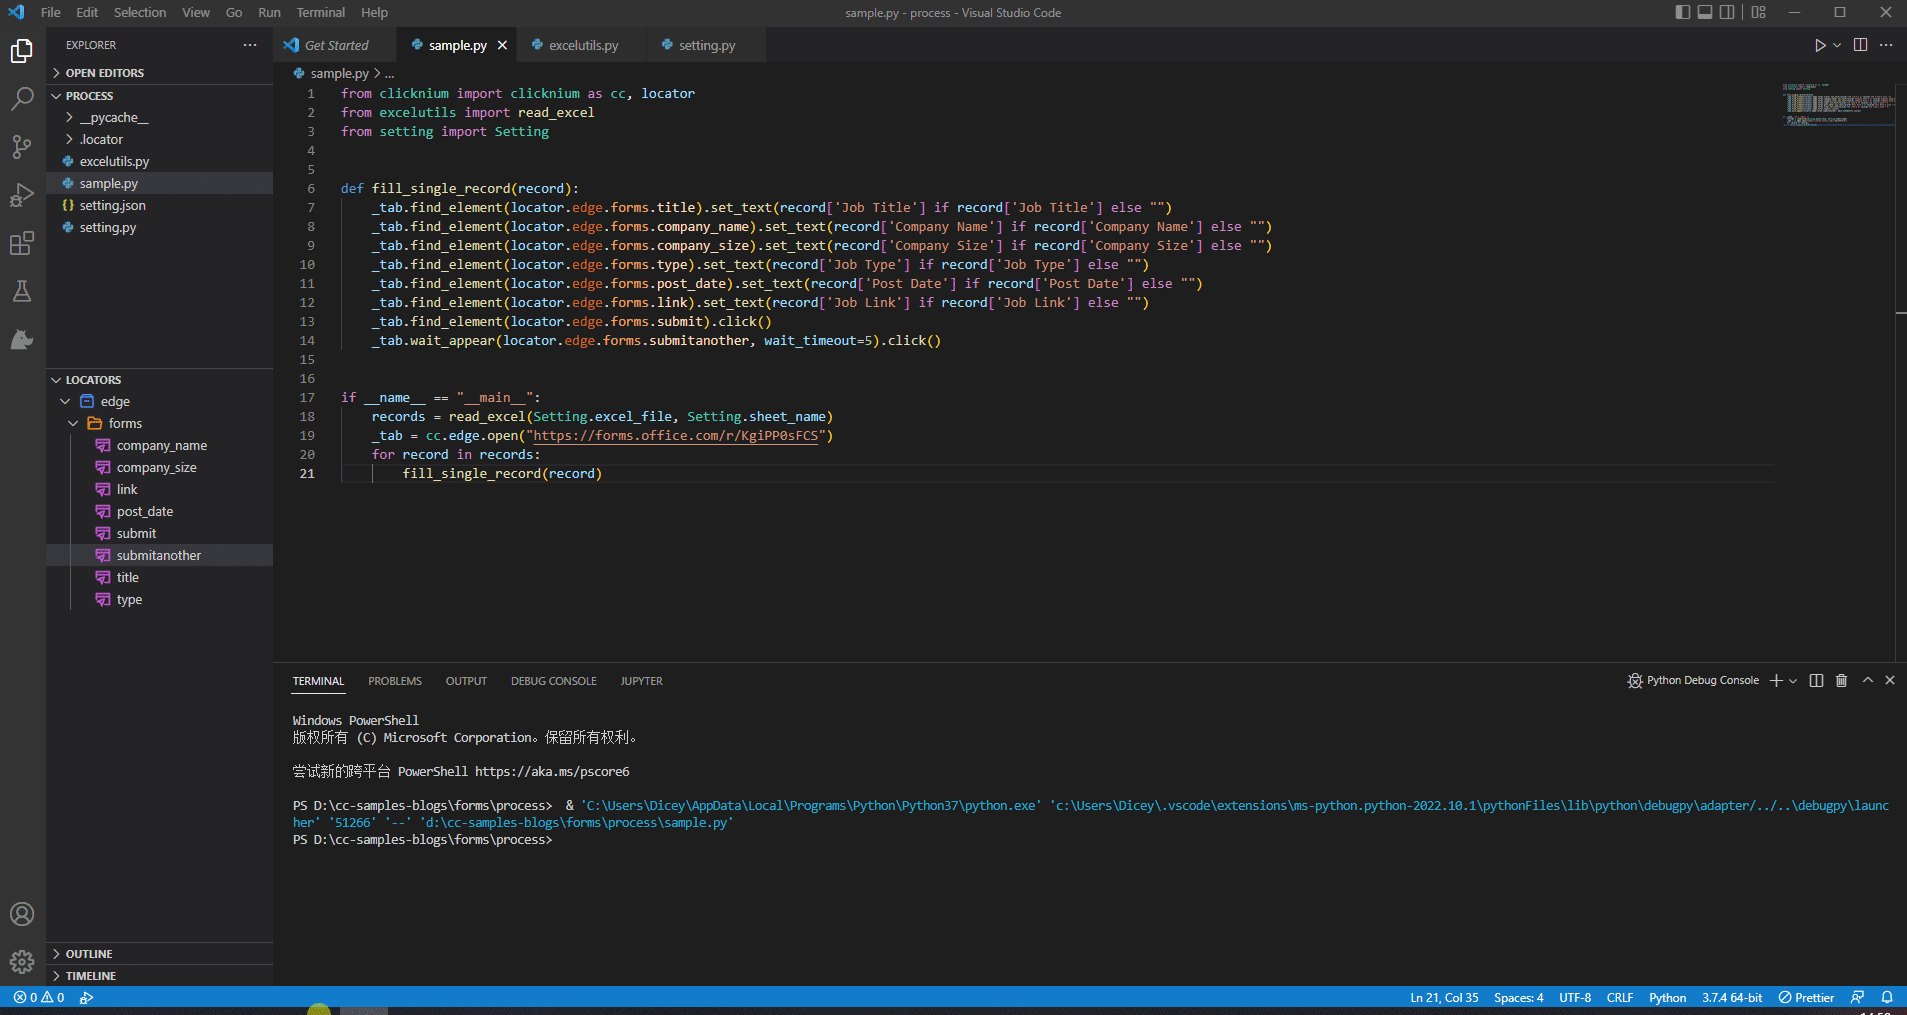 File Edit Selection View Go Run Terminal Help
sample.py - process - Visual Studio Code
EXPLORER
OPEN EDITORS
PROCESS
__pycache__
.locator
excelutils.py
sample.py
setting.json
setting.py
LOCATORS
edge
forms
company_name
company_size
link
post_date
submit
submitanother
title
type
OUTLINE
TIMELINE
Get Started sample.py excelutils.py setting.py
sample.py > ...
1 from clicknium import clicknium as cc, locator
2 from excelutils import read_excel
3 from setting import Setting
4
5
6 def fill_single_record(record):
7 _tab.find_element(locator.edge.forms.title).set_text(record['Job Title'] if record['Job Title'] else "")
8 _tab.find_element(locator.edge.forms.company_name).set_text(record['Company Name'] if record['Company Name'] else "")
9 _tab.find_element(locator.edge.forms.company_size).set_text(record['Company Size'] if record['Company Size'] else "")
10 _tab.find_element(locator.edge.forms.type).set_text(record['Job Type'] if record['Job Type'] else "")
11 _tab.find_element(locator.edge.forms.post_date).set_text(record['Post Date'] if record['Post Date'] else "")
12 _tab.find_element(locator.edge.forms.link).set_text(record['Job Link'] if record['Job Link'] else "")
13 _tab.find_element(locator.edge.forms.submit).click()
14 _tab.wait_appear(locator.edge.forms.submitanother, wait_timeout=5).click()
15
16
17 if __name__ == "__main__":
18 records = read_excel(Setting.excel_file, Setting.sheet_name)
19 _tab = cc.edge.open("https://forms.office.com/r/KgiPP0sFCS")
20 for record in records:
21 fill_single_record(record)
TERMINAL PROBLEMS OUTPUT DEBUG CONSOLE JUPYTER
Python Debug Console
Windows PowerShell
版权所有 (C) Microsoft Corporation。保留所有权利。
尝试新的跨平台 PowerShell https://aka.ms/pscore6
PS D:\cc-samples-blogs\forms\process> & 'C:\Users\Dicey\AppData\Local\Programs\Python\Python37\python.exe' 'c:\Users\Dicey\.vscode\extensions\ms-python.python-2022.10.1\pythonFiles\lib\python\debugpy\adapter/../..\debugpy\launc
her' '51266' '--' 'd:\cc-samples-blogs\forms\process\sample.py'
PS D:\cc-samples-blogs\forms\process>
0 0
Ln 21, Col 35 Spaces: 4 UTF-8 CRLF Python 3.7.4 64-bit Prettier